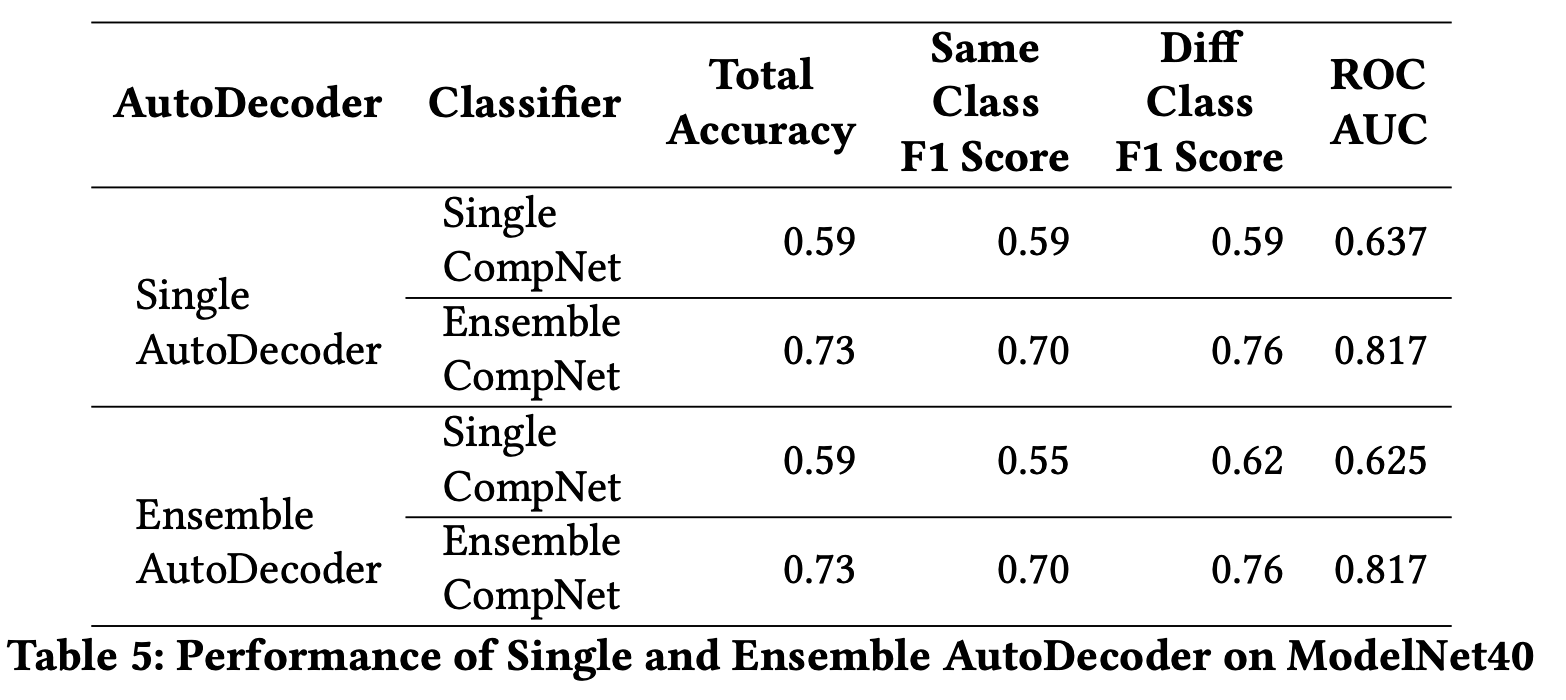 AutoDecoder Classifier Total Accuracy Same Class F1 Score Diff Class F1 Score ROC AUC
Single AutoDecoder
Single CompNet 0.59 0.59 0.59 0.637
Ensemble CompNet 0.73 0.70 0.76 0.817
Ensemble AutoDecoder
Single CompNet 0.59 0.55 0.62 0.625
Ensemble CompNet 0.73 0.70 0.76 0.817
Table 5: Performance of Single and Ensemble AutoDecoder on ModelNet40